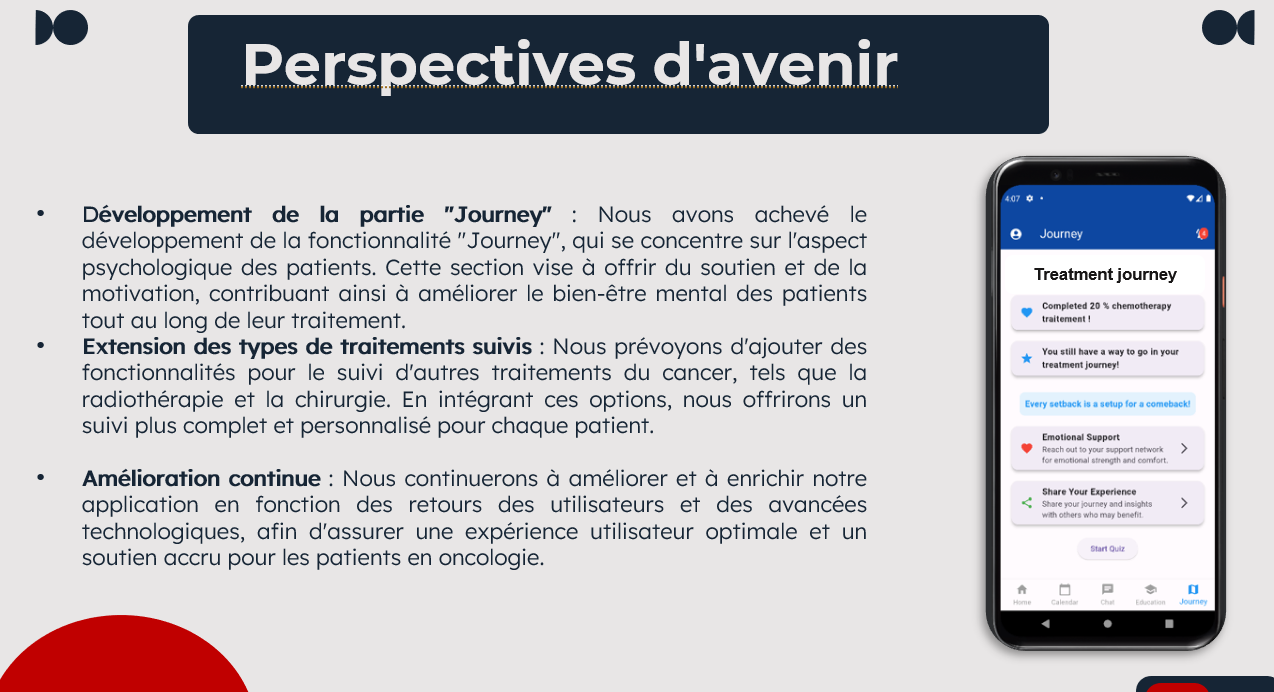 Perspectives d'avenir
• Développement de la partie "Journey" : Nous avons achevé le
développement de la fonctionnalité "Journey", qui se concentre sur l'aspect
psychologique des patients. Cette section vise à offrir du soutien et de la
motivation, contribuant ainsi à améliorer le bien-être mental des patients
tout au long de leur traitement.
• Extension des types de traitements suivis : Nous prévoyons d'ajouter des
fonctionnalités pour le suivi d'autres traitements du cancer, tels que la
radiothérapie et la chirurgie. En intégrant ces options, nous offrirons un
suivi plus complet et personnalisé pour chaque patient.
• Amélioration continue : Nous continuerons à améliorer et à enrichir notre
application en fonction des retours des utilisateurs et des avancées
technologiques, afin d'assurer une expérience utilisateur optimale et un
soutien accru pour les patients en oncologie.
4:07
Journey
Treatment journey
Completed 20 % chemotherapy
traitement !
You still have a way to go in your
treatment journey!
Every setback is a setup for a comeback!
Emotional Support
Reach out to your support network
for emotional strength and comfort.
Share Your Experience
Share your journey and insights
with others who may benefit.
Start Quiz
Home Calendar Chat Education Journey